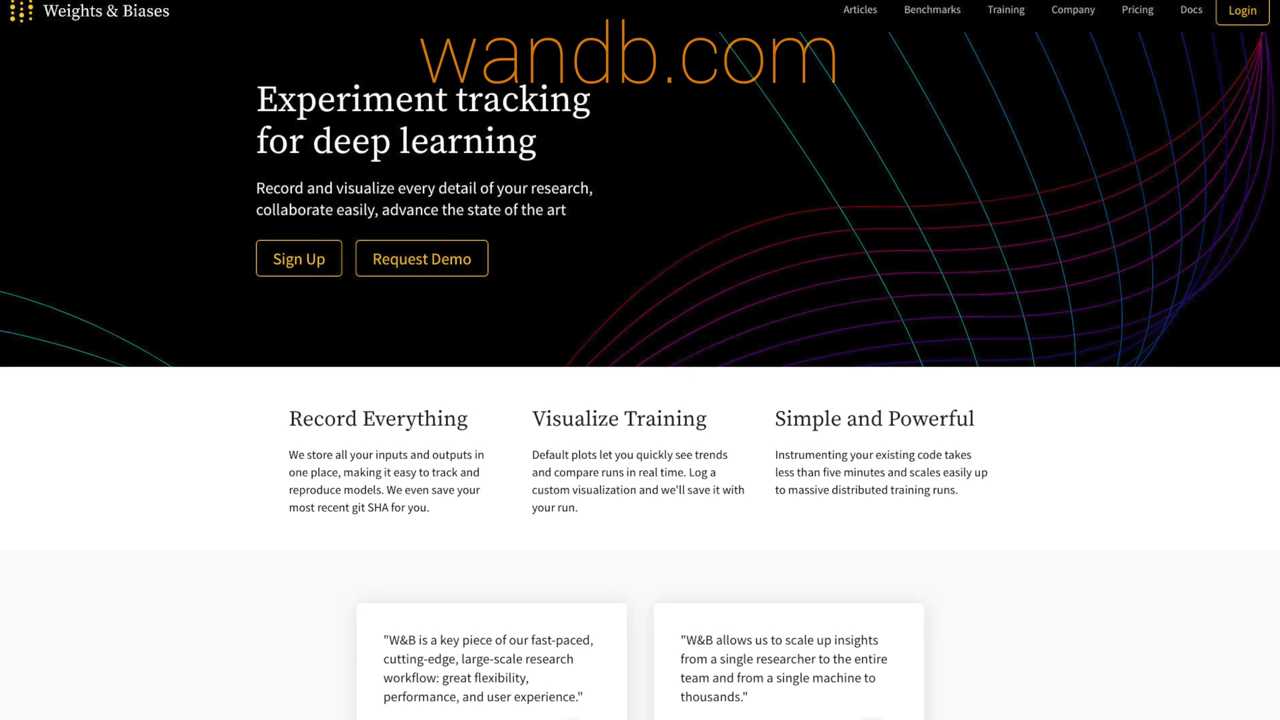 Weights & Biases
Articles Benchmarks Training Company Pricing Docs Login
wandb.com
Experiment tracking
for deep learning
Record and visualize every detail of your research,
collaborate easily, advance the state of the art
Sign Up Request Demo
Record Everything
We store all your inputs and outputs in
one place, making it easy to track and
reproduce models. We even save your
most recent git SHA for you.
Visualize Training
Default plots let you quickly see trends
and compare runs in real time. Log a
custom visualization and we'll save it with
your run.
Simple and Powerful
Instrumenting your existing code takes
less than five minutes and scales easily up
to massive distributed training runs.
"W&B is a key piece of our fast-paced,
cutting-edge, large-scale research
workflow: great flexibility,
performance, and user experience."
"W&B allows us to scale up insights
from a single researcher to the entire
team and from a single machine to
thousands."